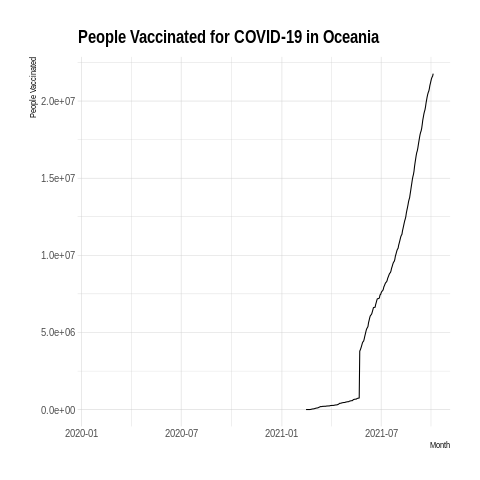 People Vaccinated for COVID-19 in Oceania
People Vaccinated
2.0e+07
1.5e+07
1.0e+07
5.0e+06
0.0e+00
2020-01 2020-07 2021-01 2021-07
Month